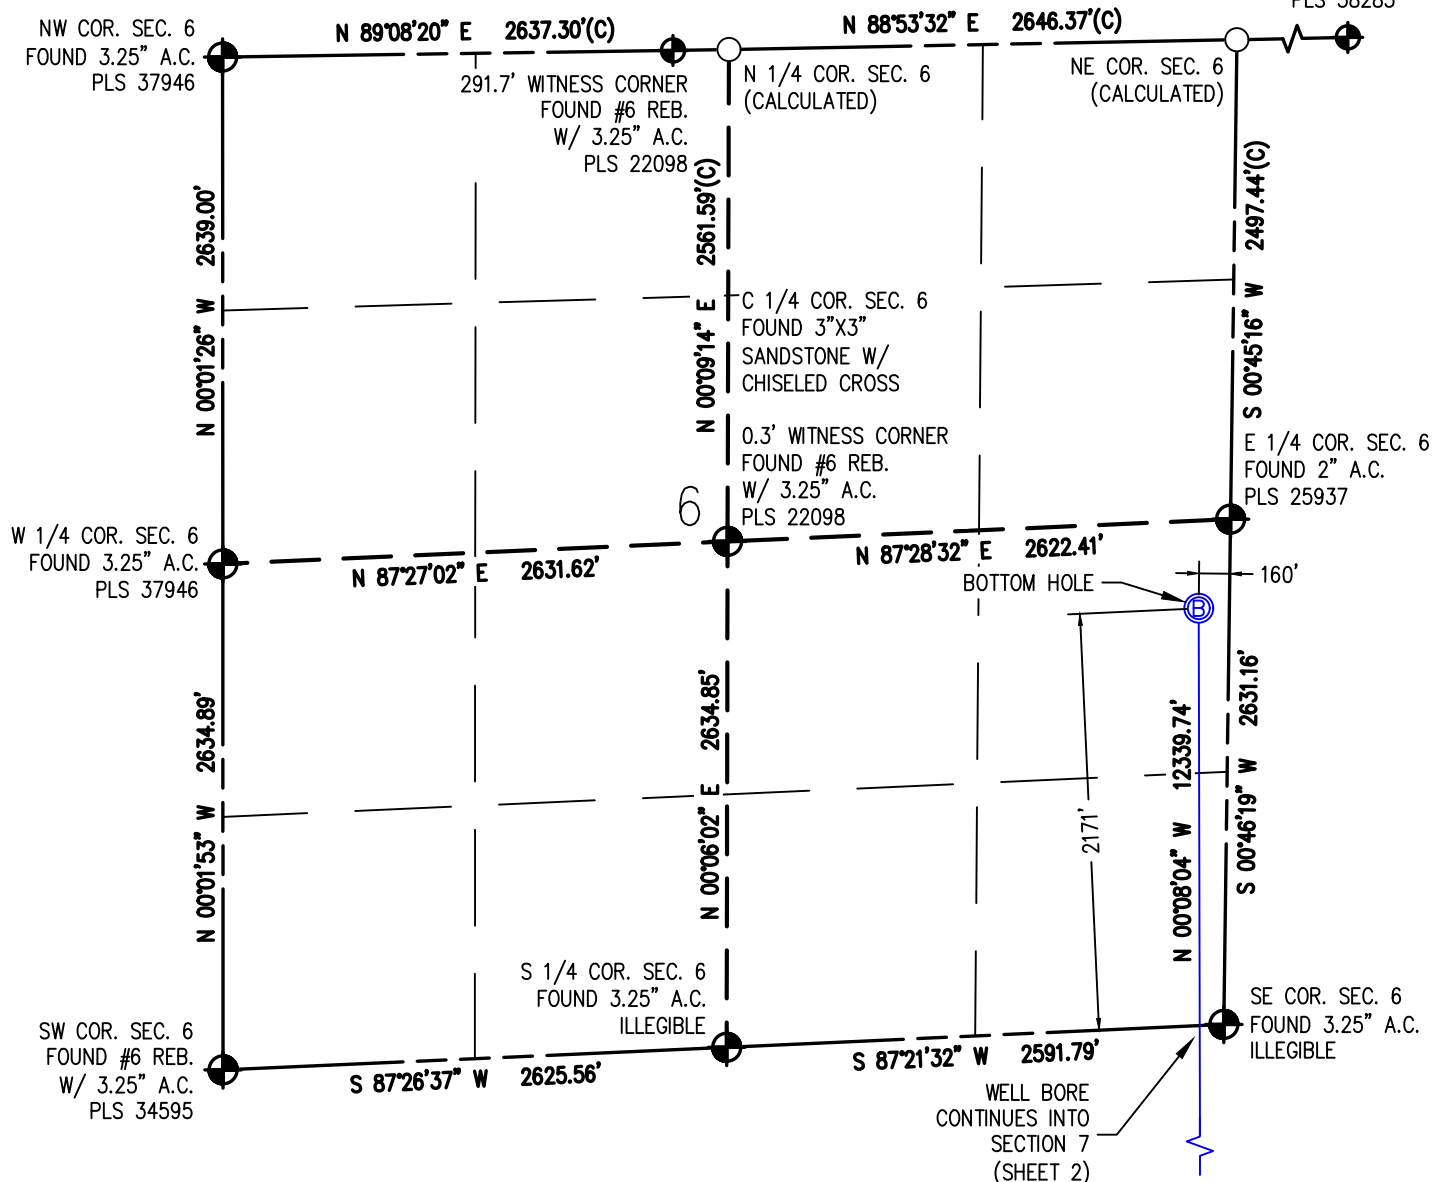 PLS 38285
NW COR. SEC. 6
FOUND 3.25" A.C.
PLS 37946
N 89°08'20" E 2637.30'(C)
N 88°53'32" E 2646.37'(C)
291.7' WITNESS CORNER
FOUND #6 REB.
W/ 3.25" A.C.
PLS 22098
N 1/4 COR. SEC. 6
(CALCULATED)
NE COR. SEC. 6
(CALCULATED)
N 00°01'26" W 2639.00'
N 00°09'14" E 2561.59'(C)
S 00°45'16" W 2497.44'(C)
C 1/4 COR. SEC. 6
FOUND 3"X3"
SANDSTONE W/
CHISELED CROSS
0.3' WITNESS CORNER
FOUND #6 REB.
W/ 3.25" A.C.
PLS 22098
E 1/4 COR. SEC. 6
FOUND 2" A.C.
PLS 25937
6
W 1/4 COR. SEC. 6
FOUND 3.25" A.C.
PLS 37946
N 87°27'02" E 2631.62'
N 87°28'32" E 2622.41'
BOTTOM HOLE
160'
B
N 00°01'53" W 2634.89'
N 00°06'02" E 2634.85'
2171'
N 00°08'04" W 12339.74'
S 00°46'19" W 2631.16'
S 1/4 COR. SEC. 6
FOUND 3.25" A.C.
ILLEGIBLE
SE COR. SEC. 6
FOUND 3.25" A.C.
ILLEGIBLE
SW COR. SEC. 6
FOUND #6 REB.
W/ 3.25" A.C.
PLS 34595
S 87°26'37" W 2625.56'
S 87°21'32" W 2591.79'
WELL BORE
CONTINUES INTO
SECTION 7
(SHEET 2)